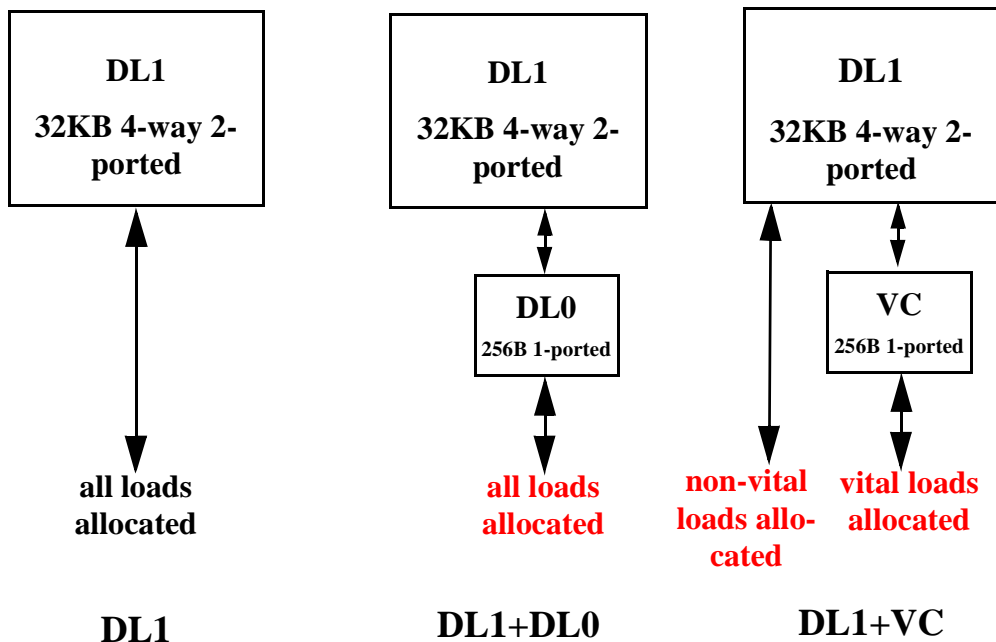 DL1
32KB 4-way 2-
ported
all loads
allocated
DL1
DL1
32KB 4-way 2-
ported
DL0
256B 1-ported
all loads
allocated
DL1+DL0
DL1
32KB 4-way 2-
ported
VC
256B 1-ported
non-vital
loads allo-
cated
vital loads
allocated
DL1+VC